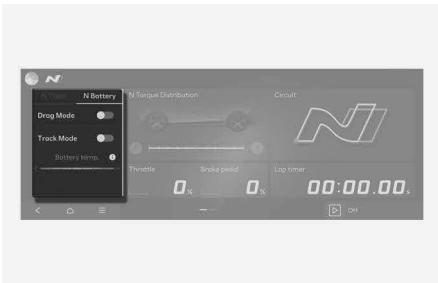 N Battery
N Torque Distribution
Circuit
Drag Mode
Track Mode
Battery temp.
Throttle
Brake pedal
Lap timer
0%
0%
00:00.00s
Off